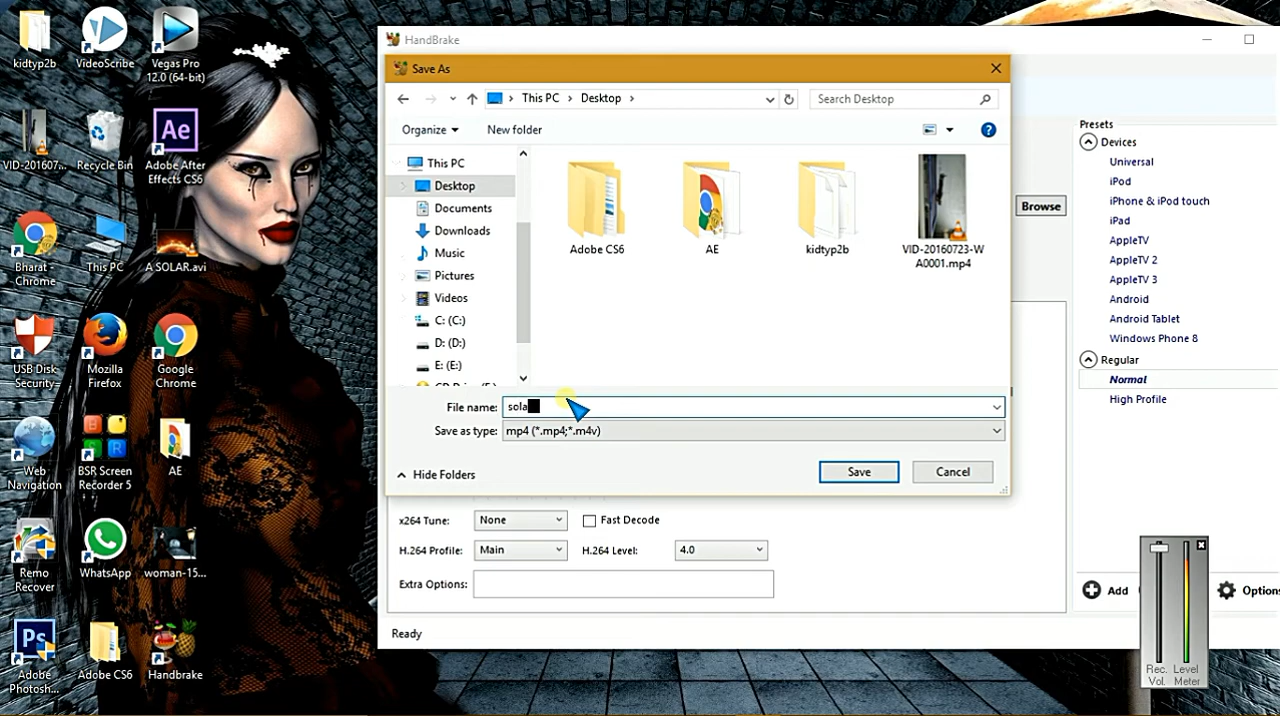 kidtyp2b
VideoScribe
Vegas Pro
12.0 (64-bit)
VID-201607...
Recycle Bin
Adobe After
Effects CS6
Bharat -
Chrome
This PC
A SOLAR.avi
USB Disk
Security
Mozilla
Firefox
Google
Chrome
Web
Navigation
BSR Screen
Recorder 5
AE
Remo
Recover
WhatsApp
woman-15...
Adobe
Photosh...
Adobe CS6
Handbrake
HandBrake
Save As
This PC
Desktop
Search Desktop
Organize
New folder
This PC
Desktop
Documents
Downloads
Music
Pictures
Videos
C: (C:)
D: (D:)
E: (E:)
Adobe CS6
AE
kidtyp2b
VID-20160723-W
A0001.mp4
File name: sola
Save as type: mp4 (*.mp4;*.m4v)
Hide Folders
Save
Cancel
Browse
Presets
Devices
Universal
iPod
iPhone & iPod touch
iPad
AppleTV
AppleTV 2
AppleTV 3
Android
Android Tablet
Windows Phone 8
Regular
Normal
High Profile
x264 Tune: None
Fast Decode
H.264 Profile: Main
H.264 Level: 4.0
Extra Options:
Add
Options
Ready
Rec. Level
Vol. Meter